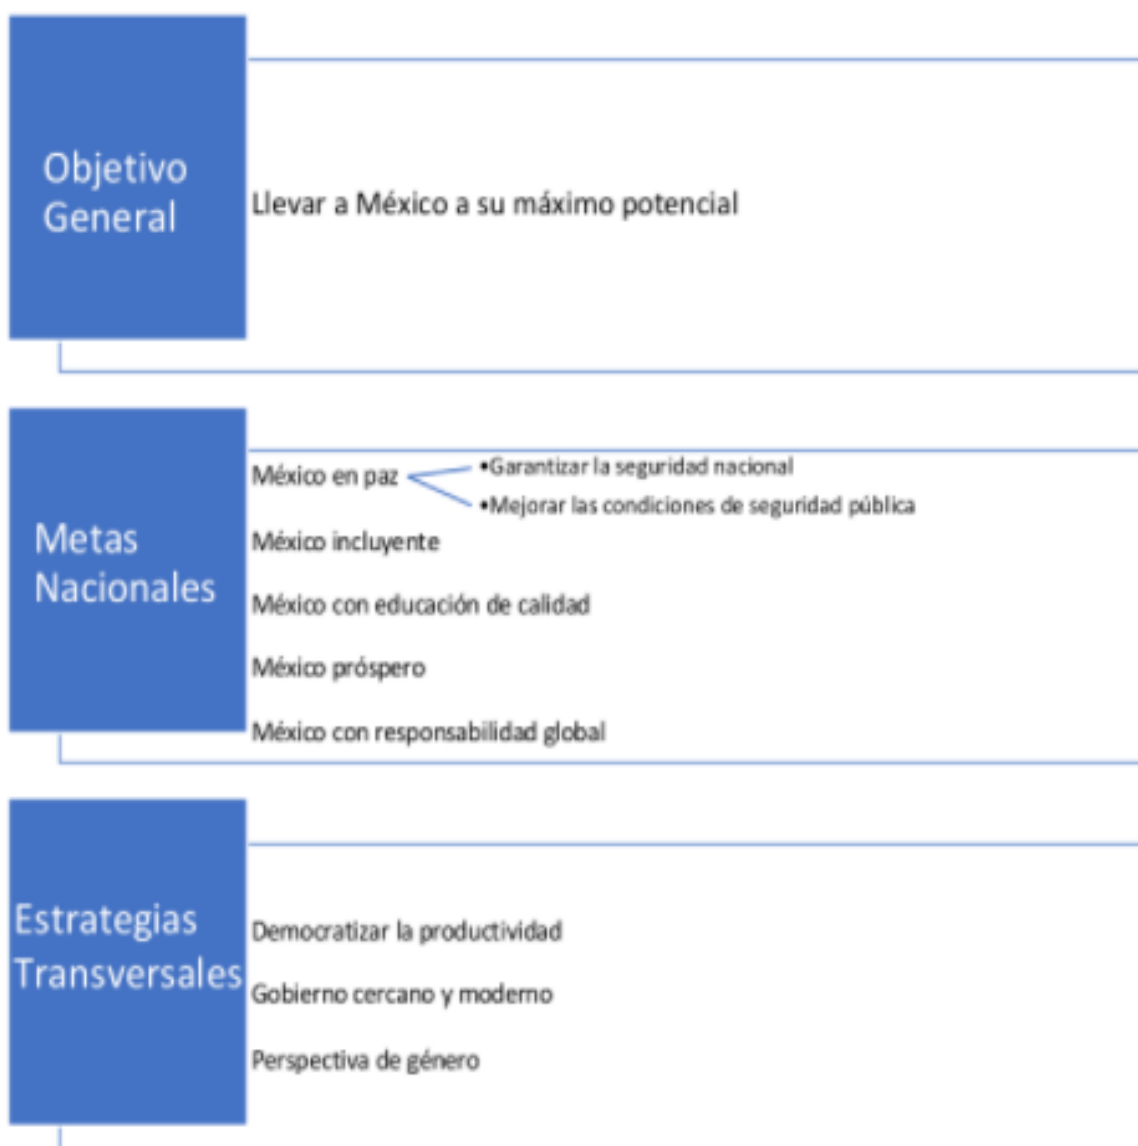 Objetivo
General
Llevar a México a su máximo potencial
Metas
Nacionales
México en paz
•Garantizar la seguridad nacional
•Mejorar las condiciones de seguridad pública
México incluyente
México con educación de calidad
México próspero
México con responsabilidad global
Estrategias
Transversales
Democratizar la productividad
Gobierno cercano y moderno
Perspectiva de género